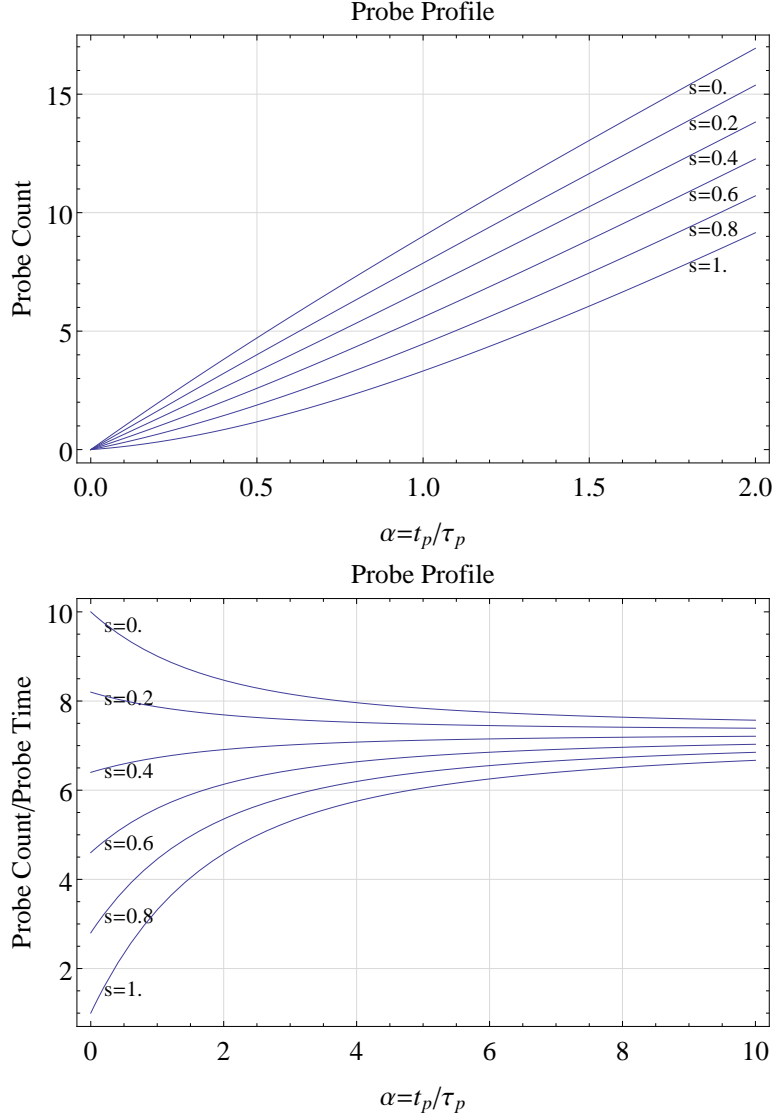 Probe Profile
15
10
5
0
Probe Count
s=0.
s=0.2
s=0.4
s=0.6
s=0.8
s=1.
0.0 0.5 1.0 1.5 2.0
α=t_p/τ_p
Probe Profile
10
8
6
4
2
Probe Count/Probe Time
s=0.
s=0.2
s=0.4
s=0.6
s=0.8
s=1.
0 2 4 6 8 10
α=t_p/τ_p